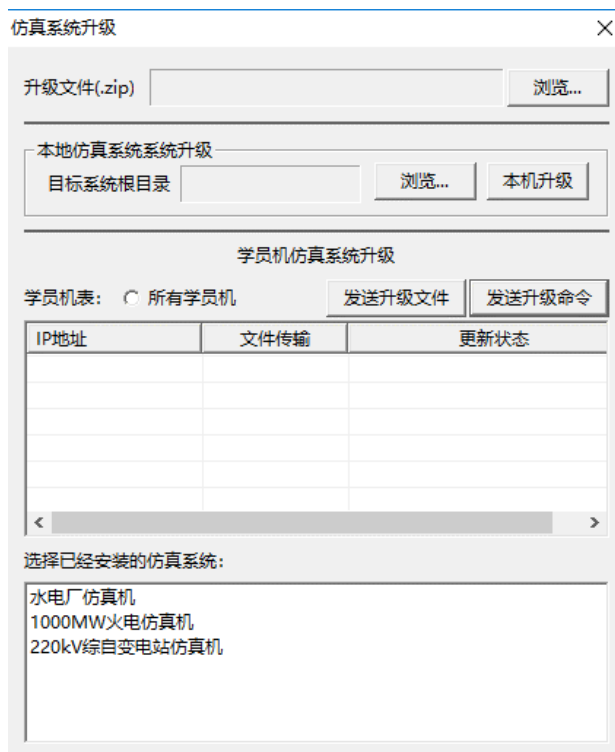 仿真系统升级
升级文件(.zip) 浏览...
本地仿真系统系统升级
目标系统根目录 浏览... 本机升级
学员机仿真系统升级
学员机表: 所有学员机 发送升级文件 发送升级命令
IP地址 文件传输 更新状态
选择已经安装的仿真系统:
水电厂仿真机
1000MW火电仿真机
220kV综自变电站仿真机